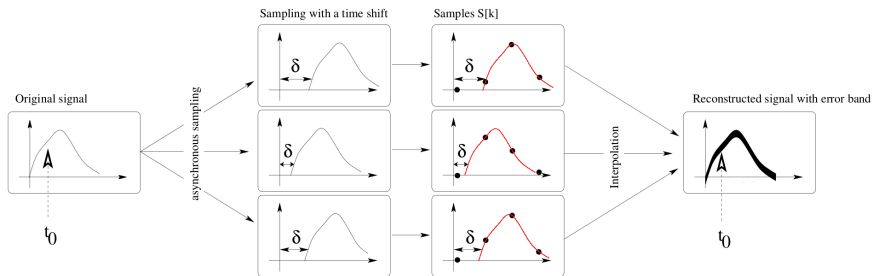 Sampling with a time shift
Samples S[k]
Original signal
Reconstructed signal with error band
asynchronous sampling
Interpolation
δ
δ
δ
δ
δ
δ
t0
t0